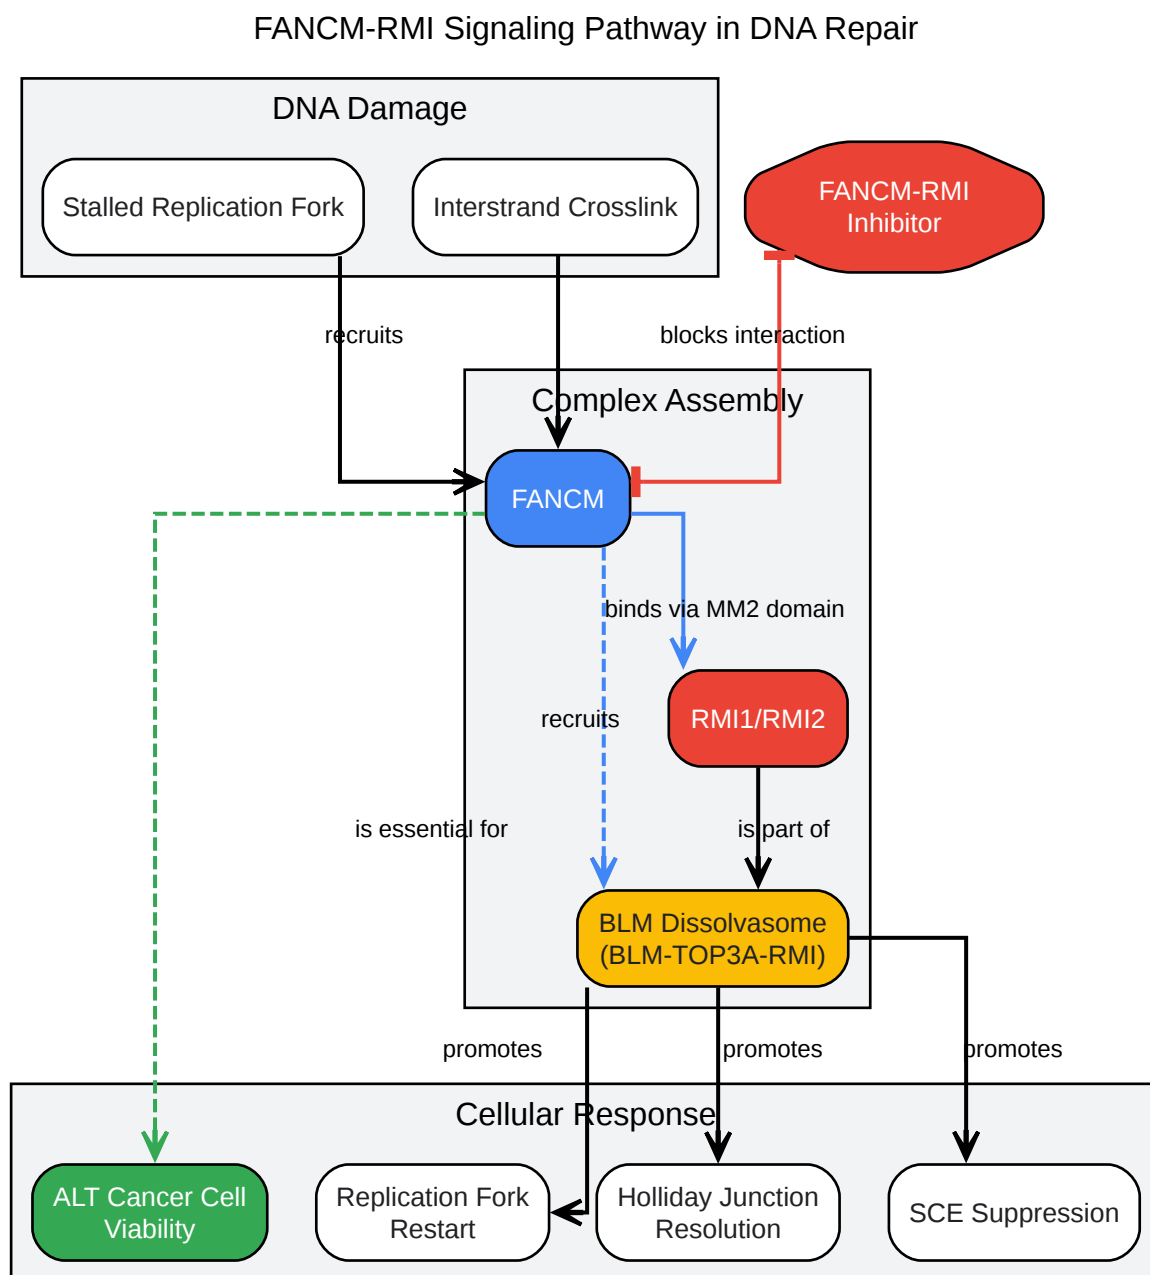 FANCM-RMI Signaling Pathway in DNA Repair
DNA Damage
Stalled Replication Fork
Interstrand Crosslink
FANCM-RMI
Inhibitor
recruits
blocks interaction
Complex Assembly
FANCM
binds via MM2 domain
recruits
RMI1/RMI2
is essential for
is part of
BLM Dissolvasome
(BLM-TOP3A-RMI)
promotes
promotes
promotes
Cellular Response
ALT Cancer Cell
Viability
Replication Fork
Restart
Holliday Junction
Resolution
SCE Suppression